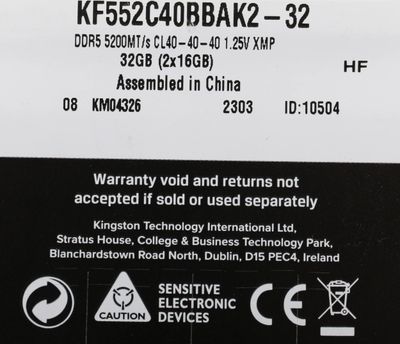 KF552C40BBAK2-32
DDR5 5200MT/s CL40-40-40 1.25V XMP
32GB (2x16GB)
HF
Assembled in China
08 KM04326 2303 ID:10504
Warranty void and returns not
accepted if sold or used separately
Kingston Technology International Ltd,
Stratus House, College & Business Technology Park,
Blanchardstown Road North, Dublin, D15 PEC4, Ireland
CAUTION
SENSITIVE
ELECTRONIC
DEVICES
CE